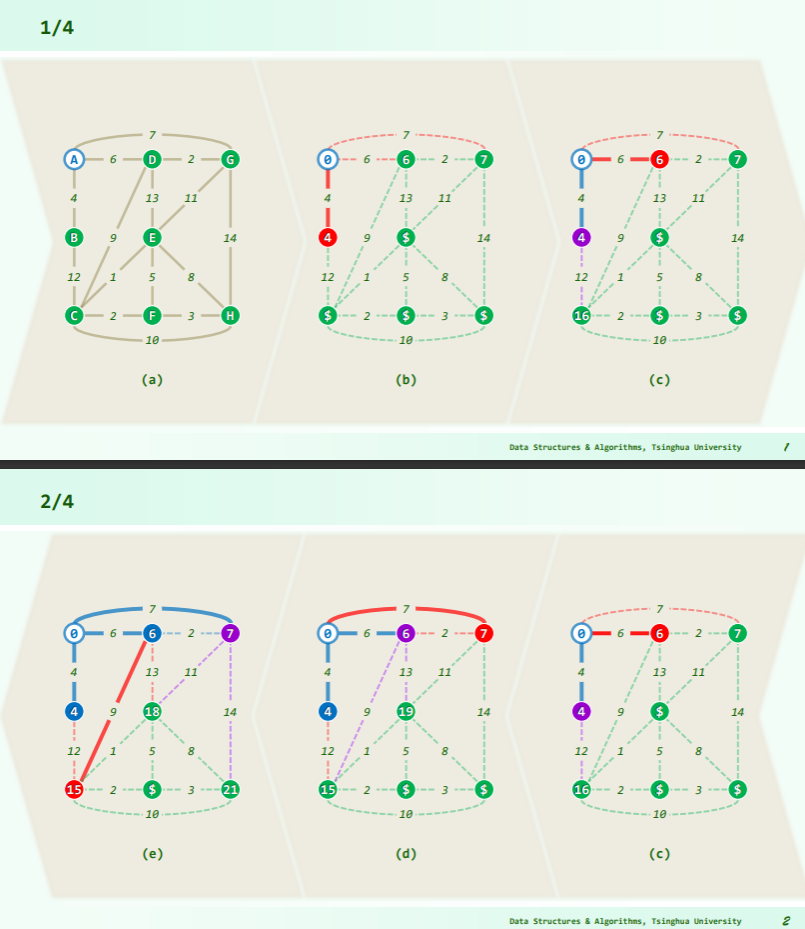 1/4
7 7 7
A 6 D 2 G 0 6 6 2 7 0 6 6 2 7
4 13 11 4 13 11 4 13 11
B 9 E 14 4 9 $ 14 4 9 $ 14
12 1 5 8 12 1 5 8 12 1 5 8
C 2 F 3 H $ 2 $ 3 $ 16 2 $ 3 $
10 10 10
(a) (b) (c)
Data Structures & Algorithms, Tsinghua University 1
2/4
7 7 7
0 6 6 2 7 0 6 6 2 7 0 6 6 2 7
4 13 11 4 13 11 4 13 11
4 9 18 14 4 9 19 14 4 9 $ 14
12 1 5 8 12 1 5 8 12 1 5 8
15 2 $ 3 21 15 2 $ 3 $ 16 2 $ 3 $
10 10 10
(e) (d) (c)
Data Structures & Algorithms, Tsinghua University 2